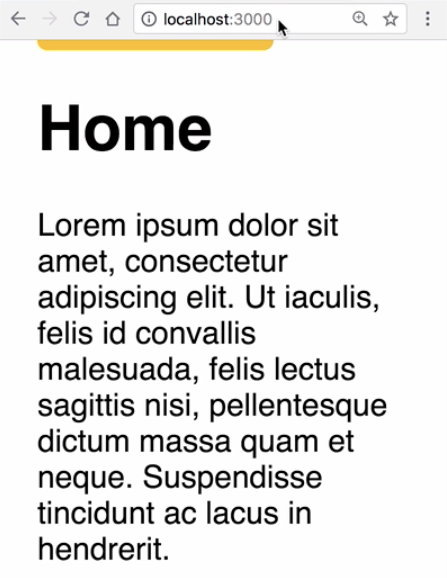 localhost:3000
Home
Lorem ipsum dolor sit
amet, consectetur
adipiscing elit. Ut iaculis,
felis id convallis
malesuada, felis lectus
sagittis nisi, pellentesque
dictum massa quam et
neque. Suspendisse
tincidunt ac lacus in
hendrerit.